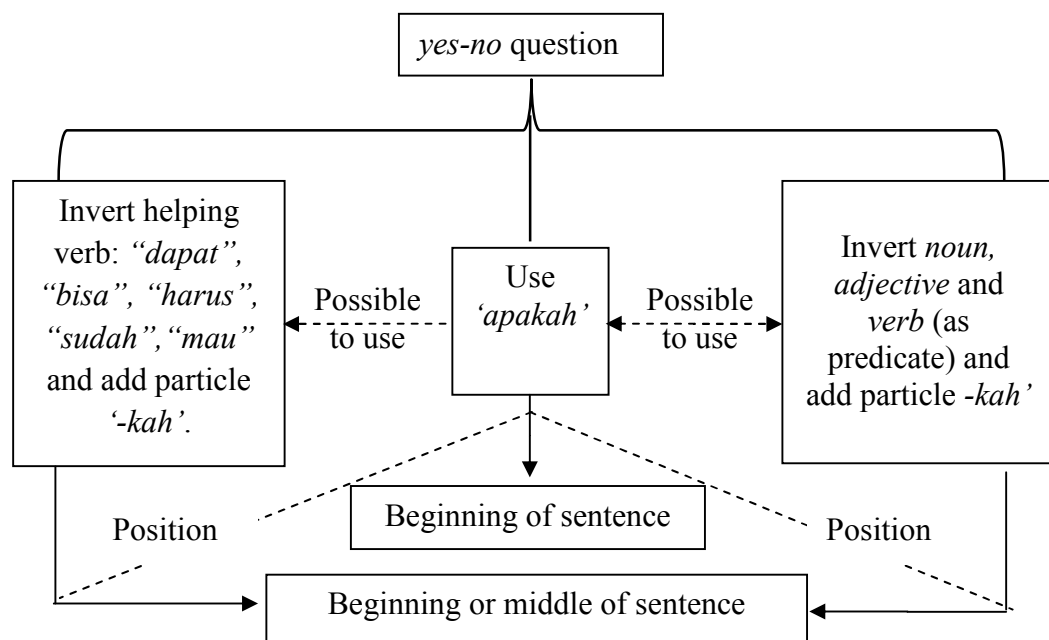 yes-no question
Invert helping
verb: “dapat”,
“bisa”, “harus”,
“sudah”,“mau”
and add particle
‘-kah’.
Possible
to use
Use
‘apakah’
Possible
to use
Invert noun,
adjective and
verb (as
predicate) and
add particle -kah’
Position
Beginning of sentence
Position
Beginning or middle of sentence